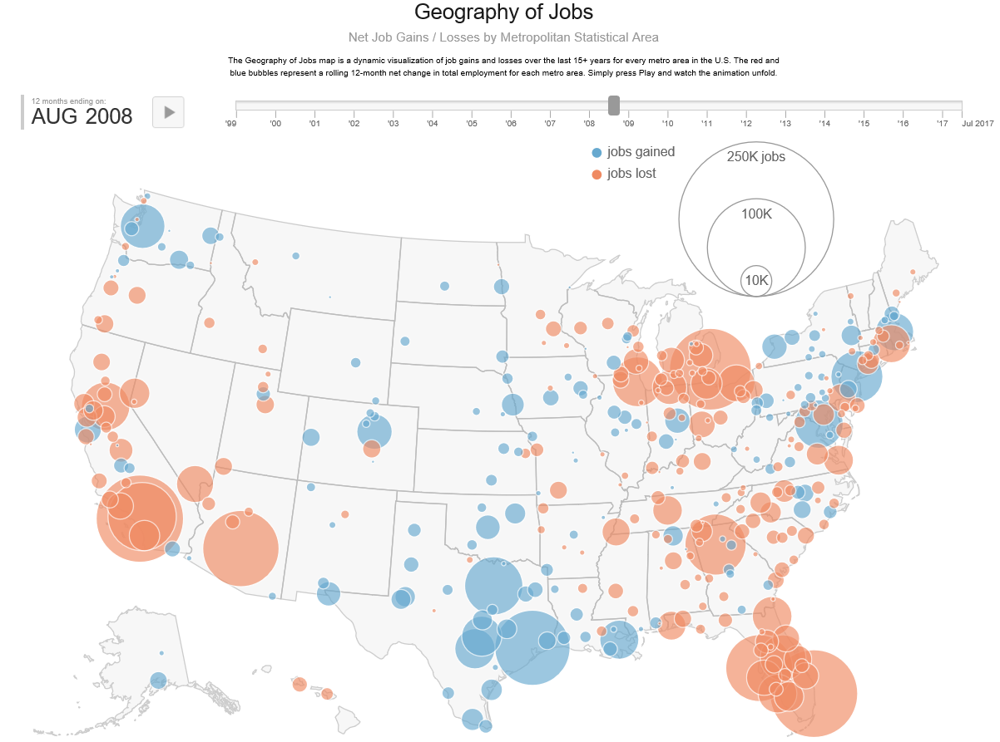 Geography of Jobs
Net Job Gains / Losses by Metropolitan Statistical Area
The Geography of Jobs map is a dynamic visualization of job gains and losses over the last 15+ years for every metro area in the U.S. The red and
blue bubbles represent a rolling 12-month net change in total employment for each metro area. Simply press Play and watch the animation unfold.
12 months ending on:
AUG 2008
'99 '00 '01 '02 '03 '04 '05 '06 '07 '08 '09 '10 '11 '12 '13 '14 '15 '16 '17 Jul 2017
jobs gained
jobs lost
250K jobs
100K
10K